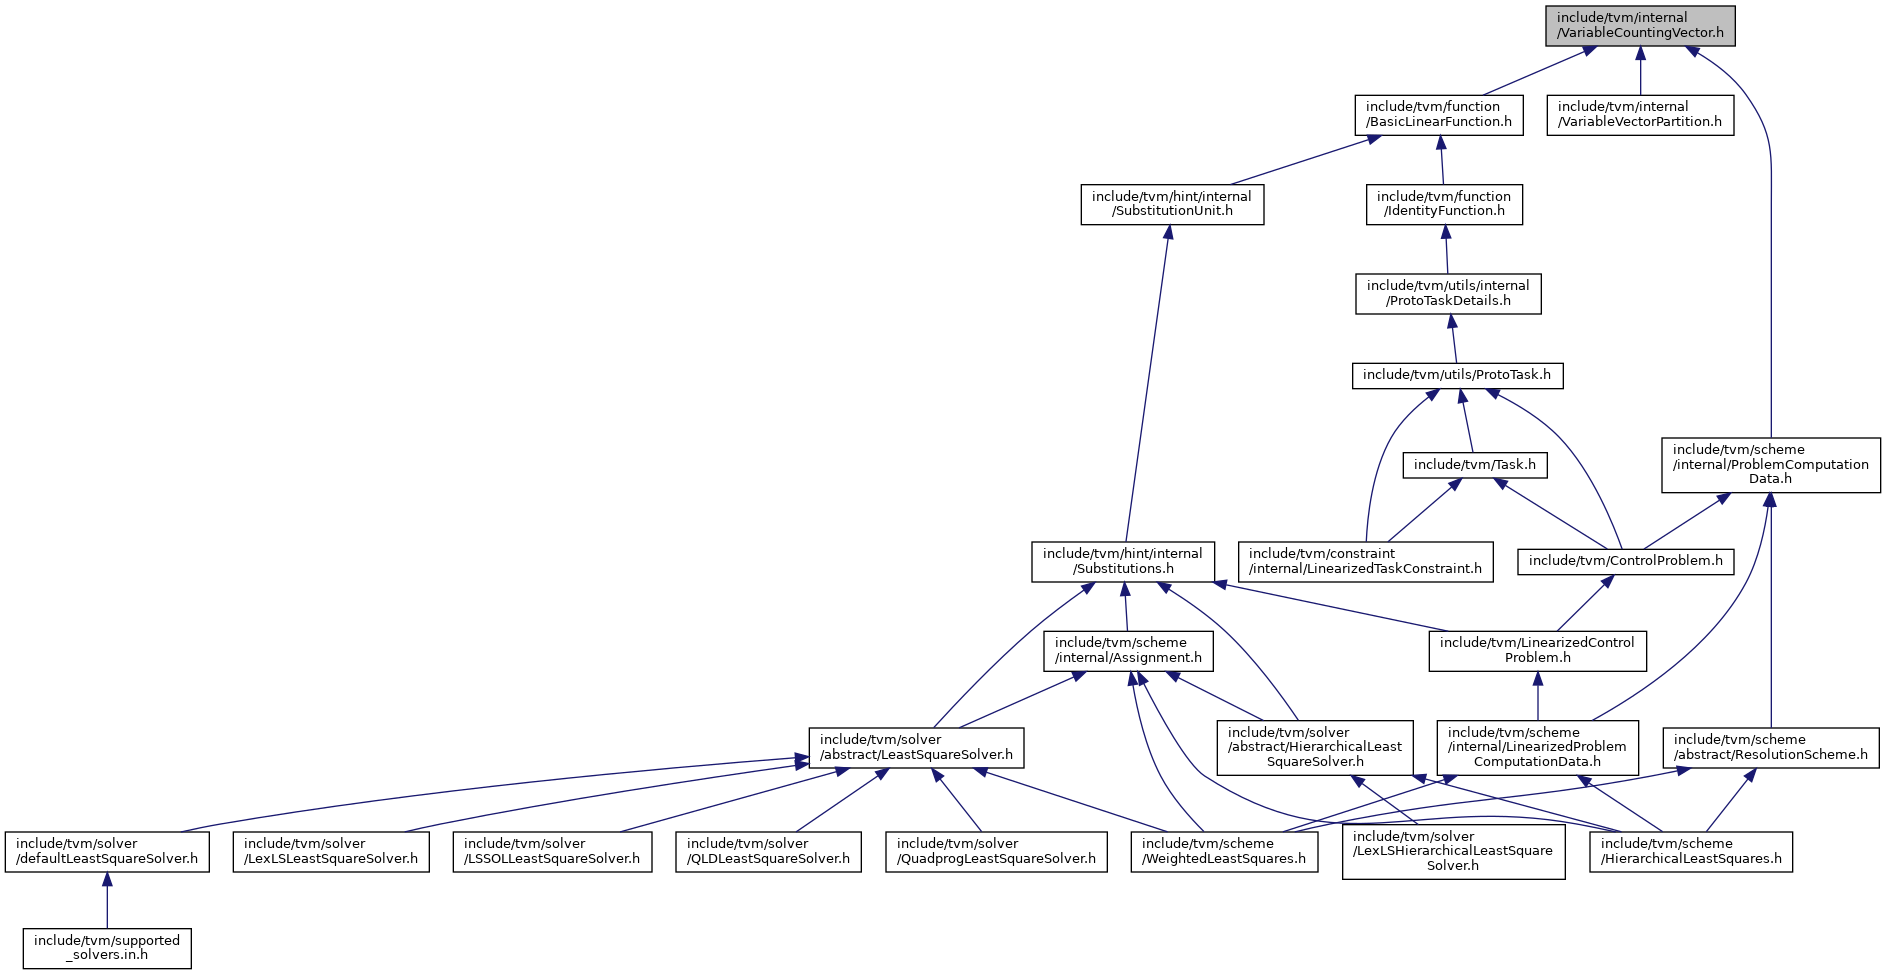 include/tvm/internal
/VariableCountingVector.h
include/tvm/function
/BasicLinearFunction.h
include/tvm/internal
/VariableVectorPartition.h
include/tvm/hint/internal
/SubstitutionUnit.h
include/tvm/function
/IdentityFunction.h
include/tvm/utils/internal
/ProtoTaskDetails.h
include/tvm/utils/ProtoTask.h
include/tvm/Task.h
include/tvm/scheme
/internal/ProblemComputation
Data.h
include/tvm/hint/internal
/Substitutions.h
include/tvm/constraint
/internal/LinearizedTaskConstraint.h
include/tvm/ControlProblem.h
include/tvm/scheme
/internal/Assignment.h
include/tvm/LinearizedControl
Problem.h
include/tvm/solver
/abstract/LeastSquareSolver.h
include/tvm/solver
/abstract/HierarchicalLeast
SquareSolver.h
include/tvm/scheme
/internal/LinearizedProblem
ComputationData.h
include/tvm/scheme
/abstract/ResolutionScheme.h
include/tvm/solver
/defaultLeastSquareSolver.h
include/tvm/solver
/LexLSLeastSquareSolver.h
include/tvm/solver
/LSSOLLeastSquareSolver.h
include/tvm/solver
/QLDLeastSquareSolver.h
include/tvm/solver
/QuadprogLeastSquareSolver.h
include/tvm/scheme
/WeightedLeastSquares.h
include/tvm/solver
/LexLSHierarchicalLeastSquare
Solver.h
include/tvm/scheme
/HierarchicalLeastSquares.h
include/tvm/supported
_solvers.in.h